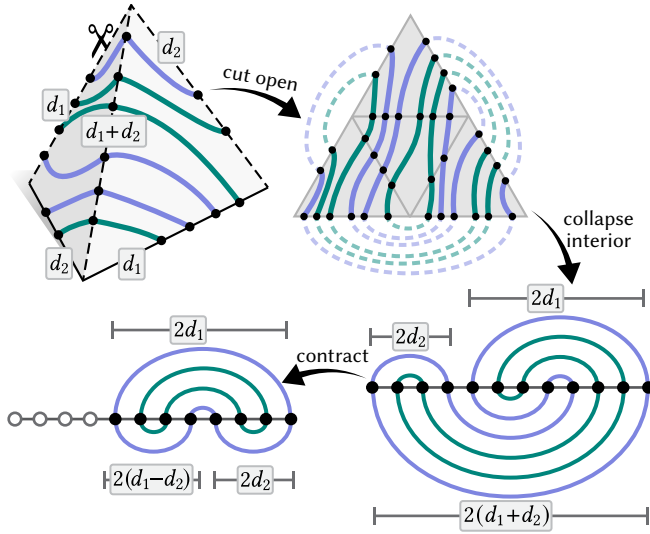 d₂
cut open
d₁
d₁+d₂
d₂
d₁
collapse
interior
2d₁
2d₁
2d₂
contract
2(d₁−d₂)
2d₂
2(d₁+d₂)